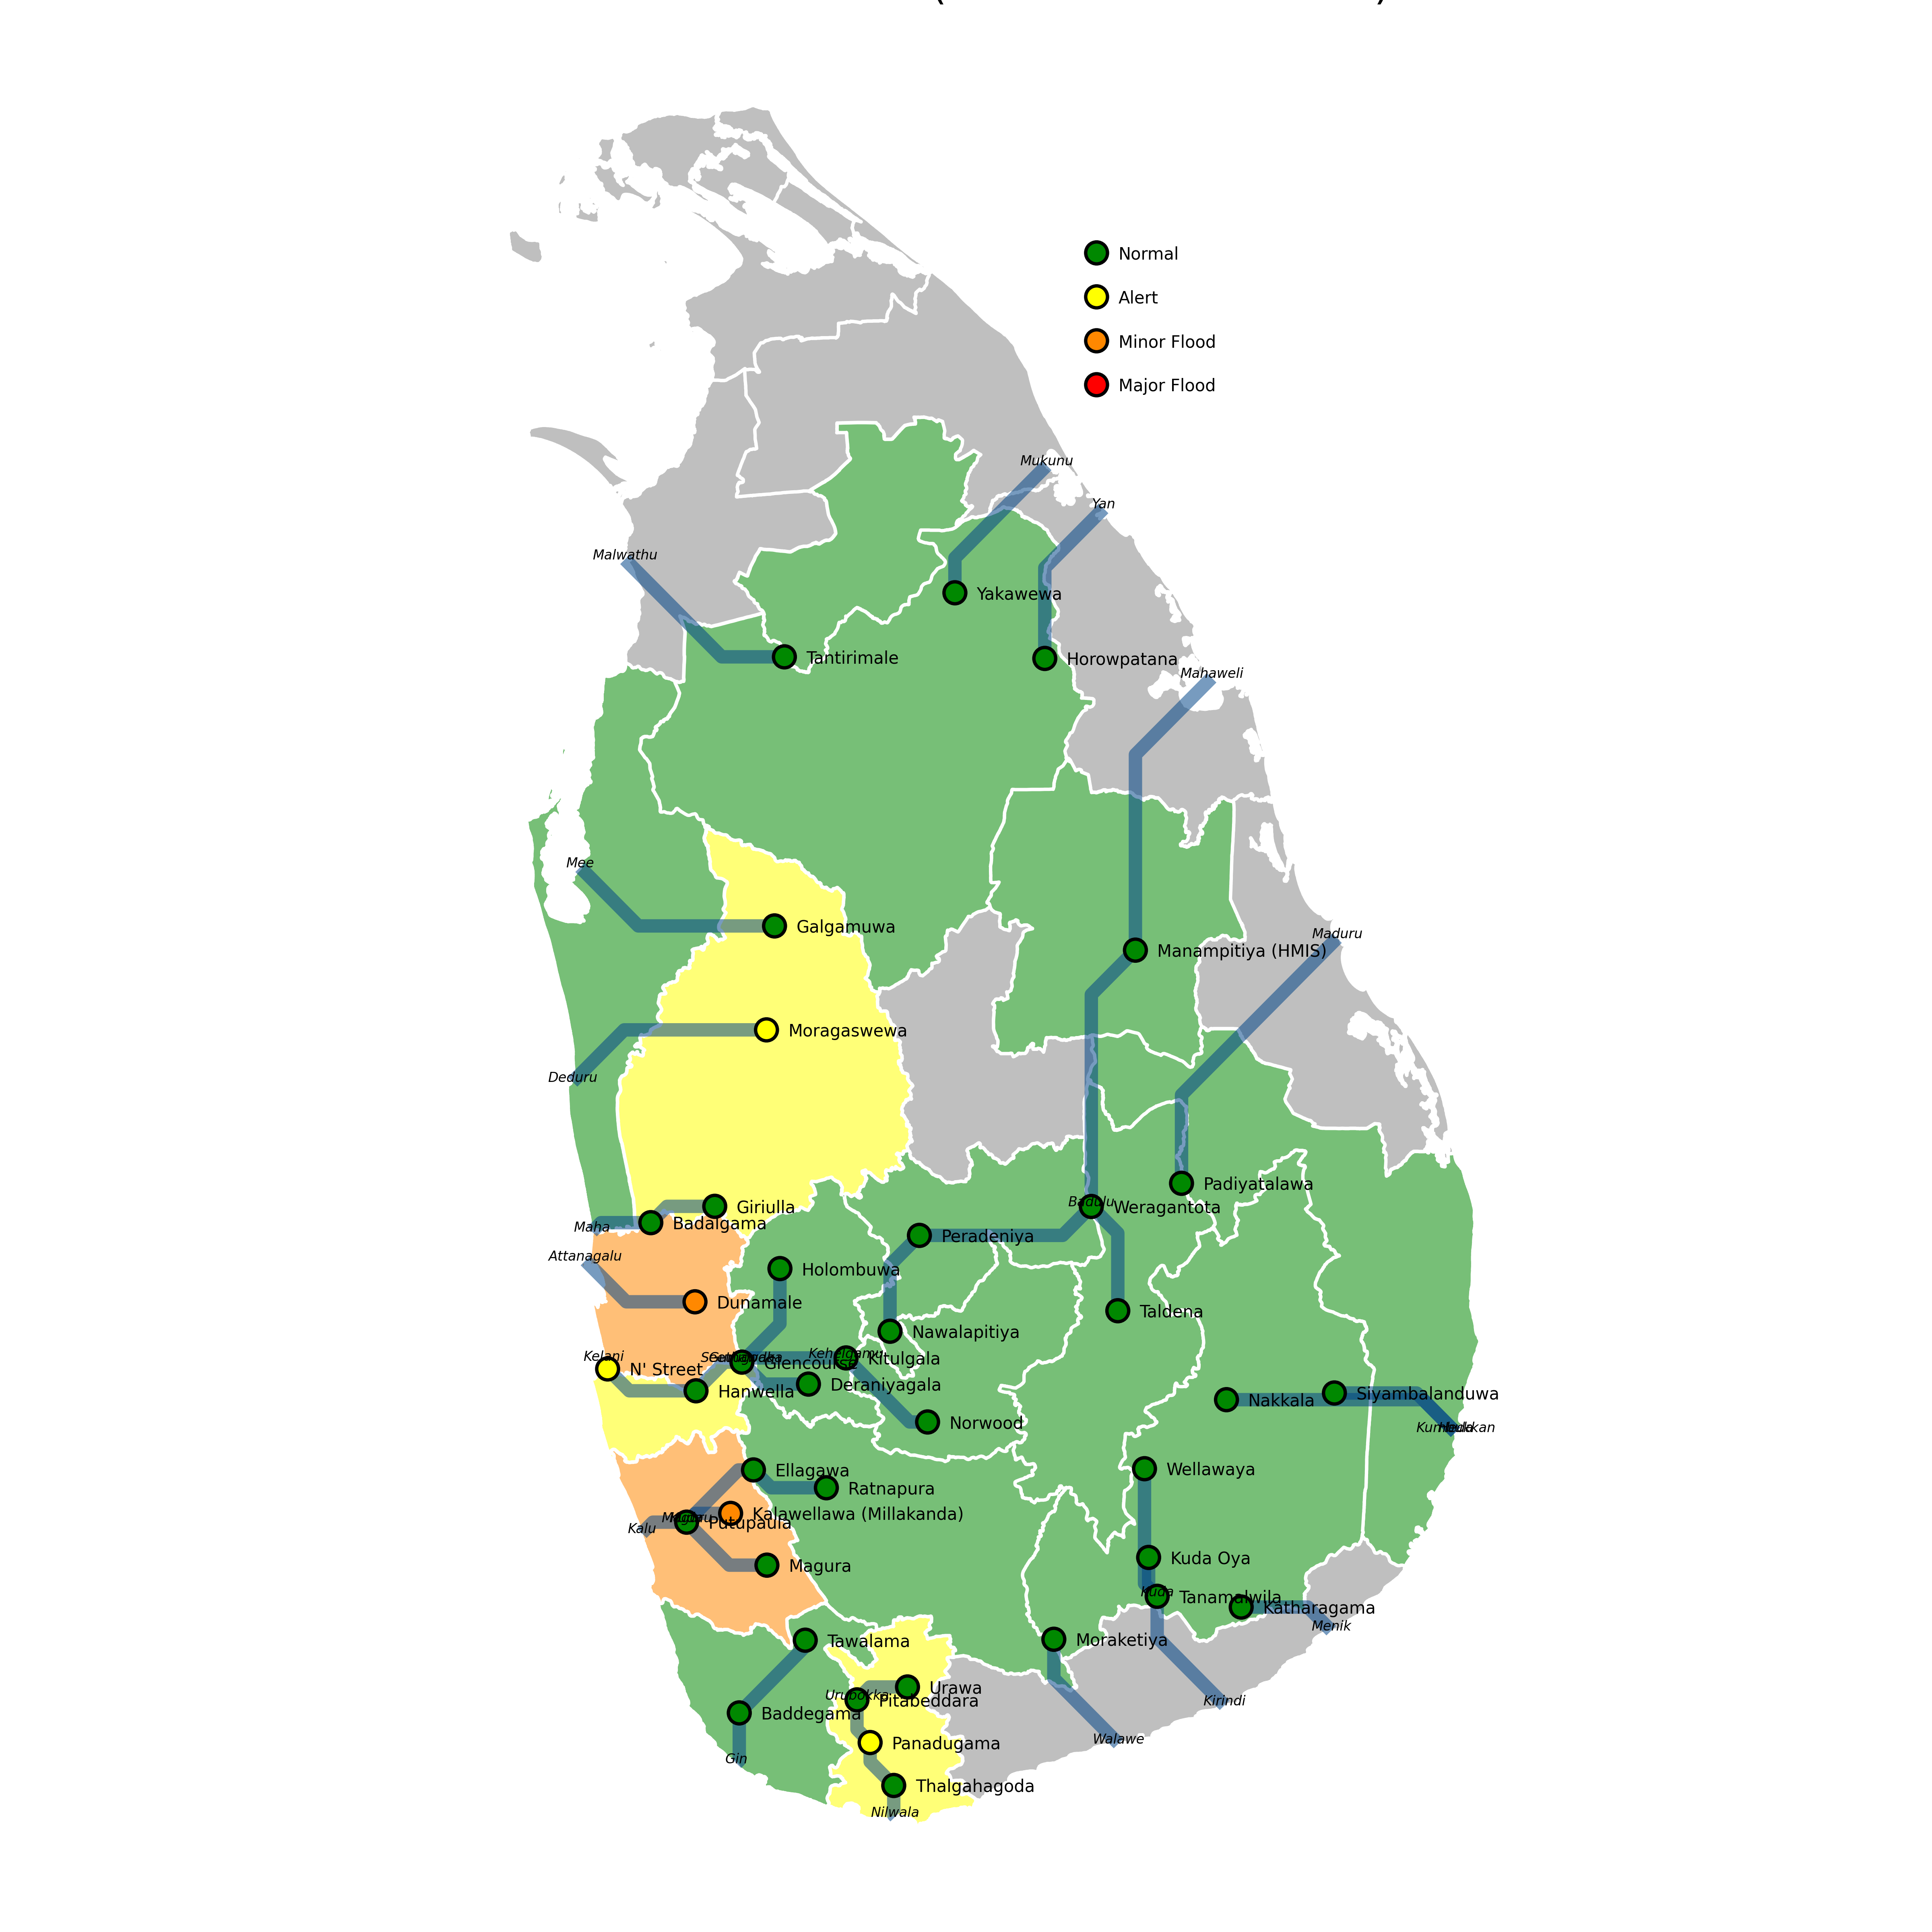 Normal
Alert
Minor Flood
Major Flood
Mukunu
Yan
Malwathu
Yakawewa
Tantirimale
Horowpatana
Mahaweli
Mee
Galgamuwa
Maduru
Manampitiya (HMIS)
Moragaswewa
Deduru
Padiyatalawa
Badulu
Giriulla
Weragantota
Maha
Badalgama
Peradeniya
Attanagalu
Holombuwa
Dunamale
Taldena
Nawalapitiya
Kelani
Kehelgamu
Kitulgala
Glencourse
N' Street
Deraniyagala
Hanwella
Siyambalanduwa
Nakkala
Norwood
Kumbukkan
Ellagawa
Wellawaya
Ratnapura
Kalawellawa (Millakanda)
Kalu
Putupaula
Kuda Oya
Magura
Kuda
Tanamalwila
Katharagama
Menik
Tawalama
Moraketiya
Urawa
Urubokka
Pitabeddara
Kirindi
Baddegama
Walawe
Panadugama
Gin
Thalgahagoda
Nilwala